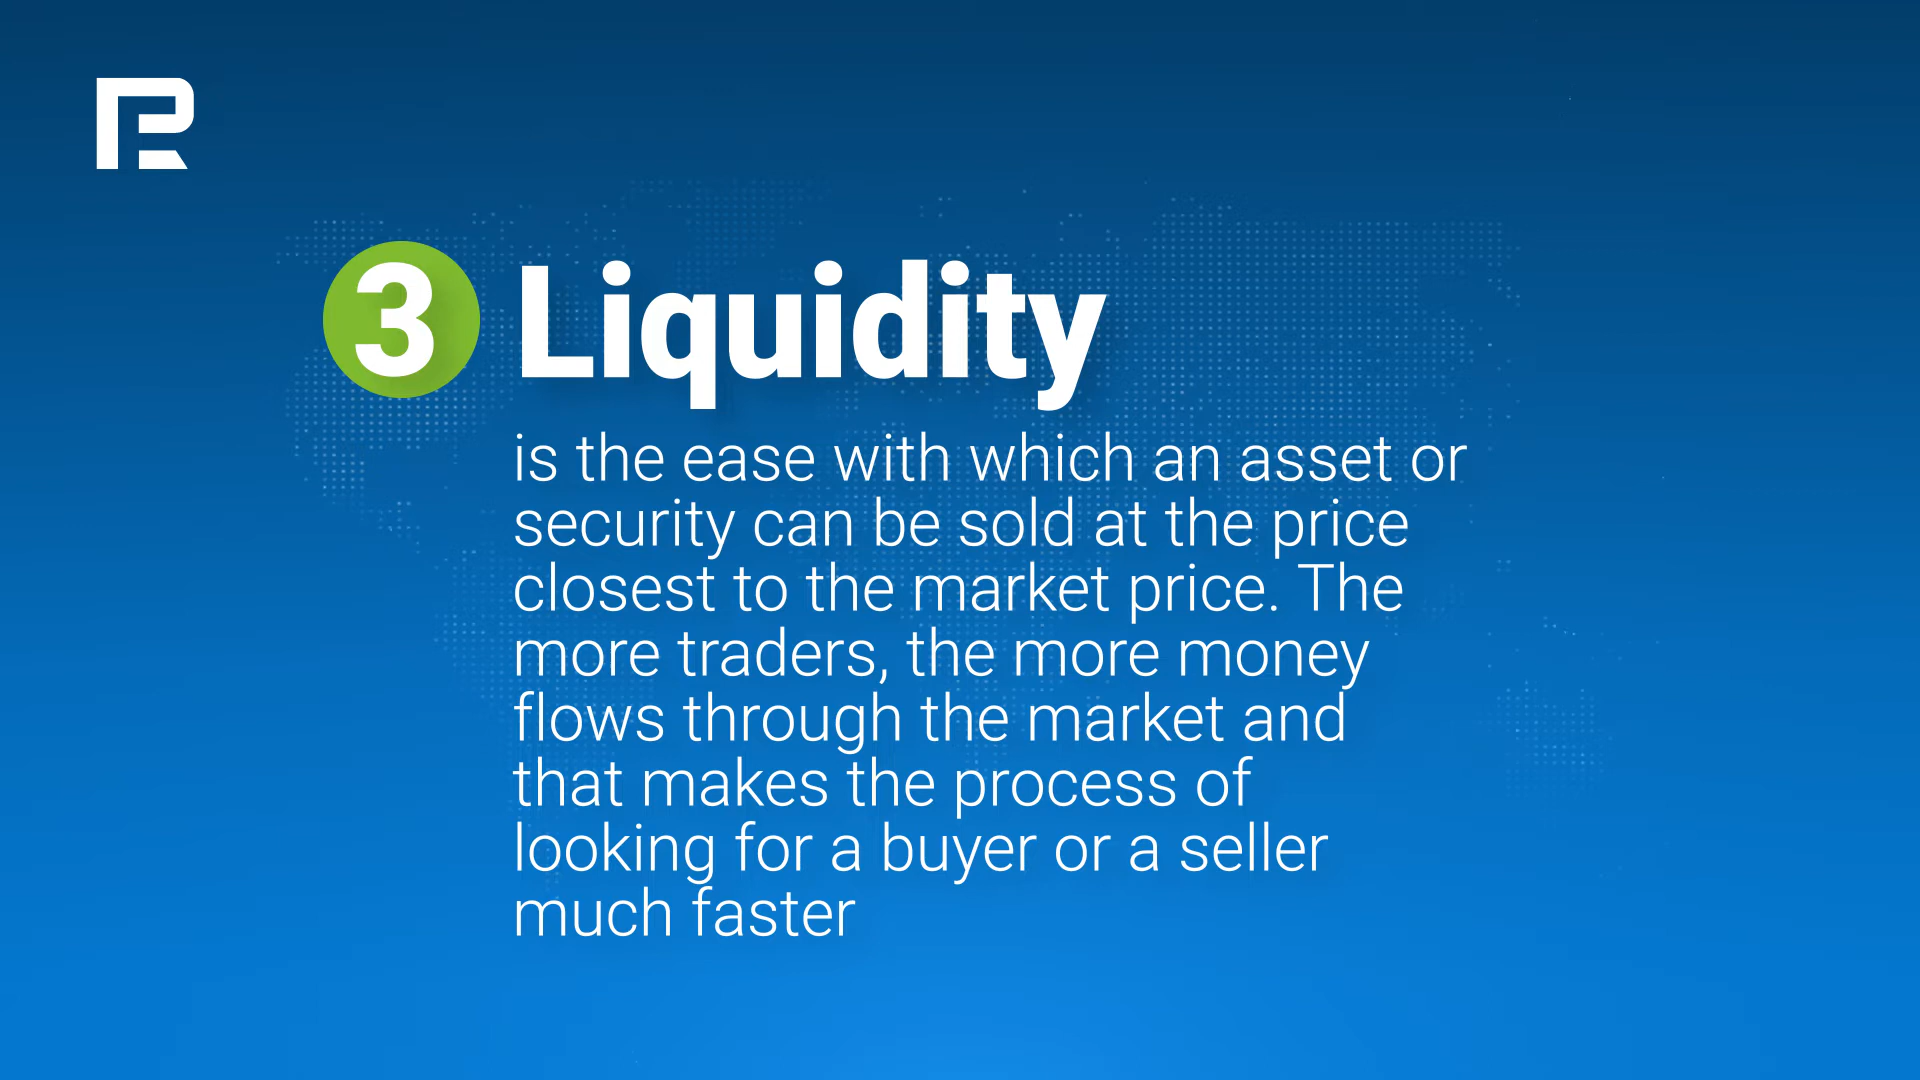 3 Liquidity
is the ease with which an asset or
security can be sold at the price
closest to the market price. The
more traders, the more money
flows through the market and
that makes the process of
looking for a buyer or a seller
much faster